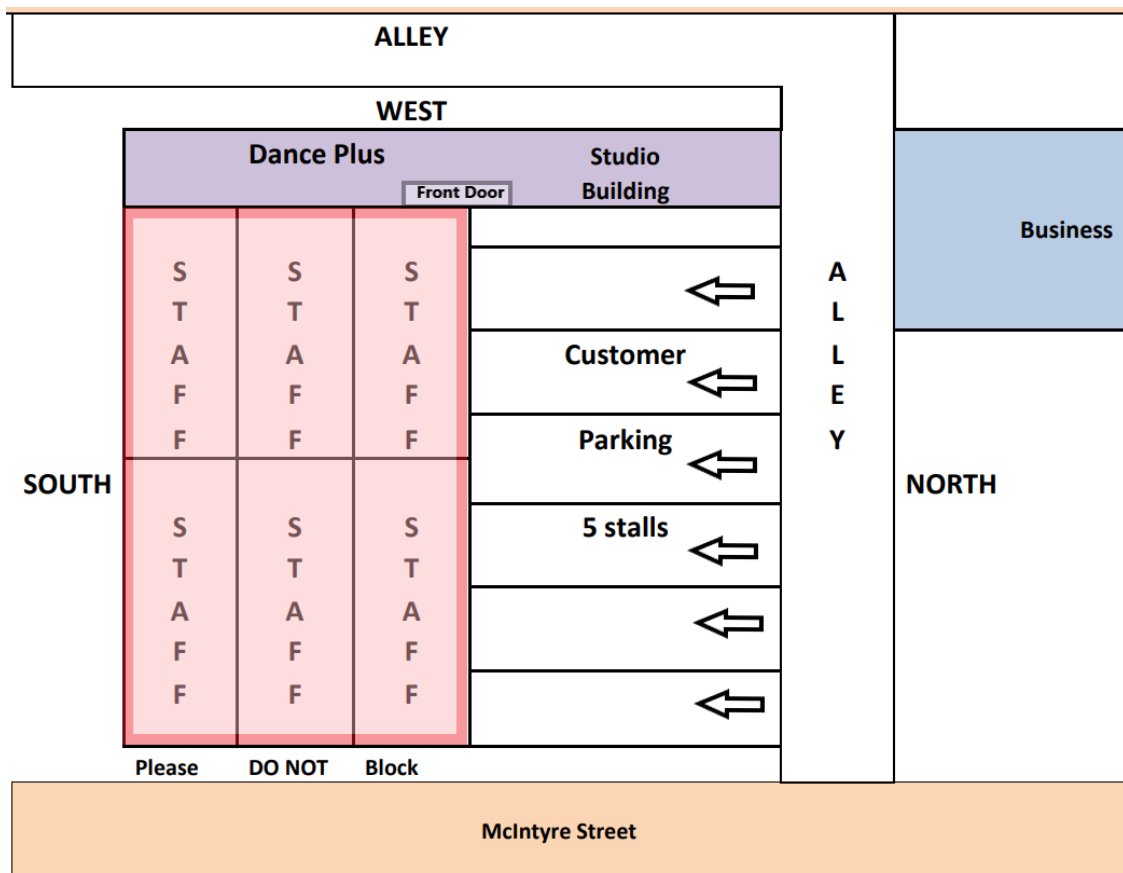 ALLEY
WEST
Dance Plus
Studio
Building
Front Door
Business
S S S
T T T
A A A
F F F
F F F
S S S
T T T
A A A
F F F
F F F
Customer
Parking
5 stalls
A
L
L
E
Y
SOUTH
NORTH
Please DO NOT Block
McIntyre Street